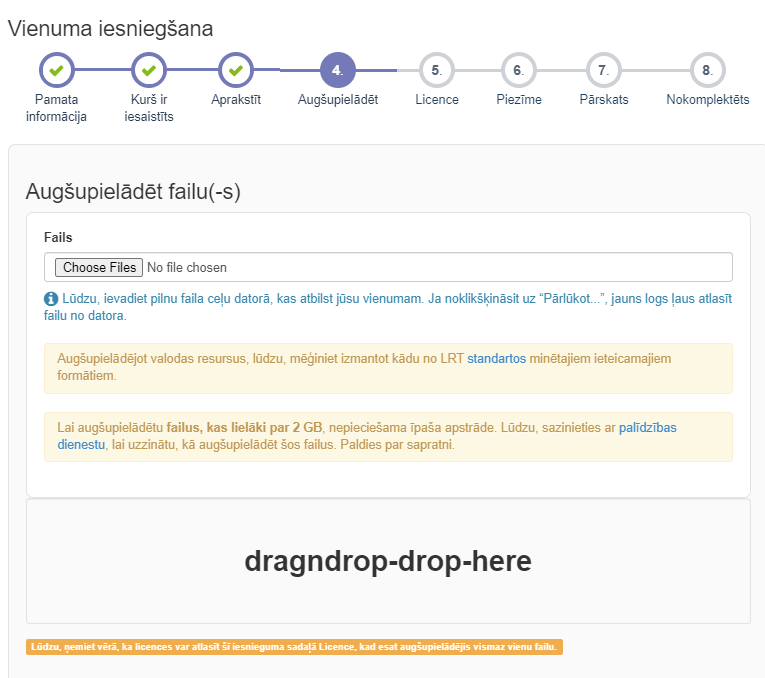 Vienuma iesniegšana
4. 5. 6. 7. 8.
Pamata informācija
Kurš ir iesaistīts
Aprakstīt
Augšupielādēt
Licence
Piezīme
Pārskats
Nokomplektēts
Augšupielādēt failu(-s)
Fails
Choose Files No file chosen
Lūdzu, ievadiet pilnu faila ceļu datorā, kas atbilst jūsu vienumam. Ja noklikšķināsit uz “Pārlūkot...”, jauns logs ļaus atlasīt
failu no datora.
Augšupielādējot valodas resursus, lūdzu, mēģiniet izmantot kādu no LRT standartos minētajiem ieteicamajiem
formātiem.
Lai augšupielādētu failus, kas lielāki par 2 GB, nepieciešama īpaša apstrāde. Lūdzu, sazinieties ar palīdzības
dienestu, lai uzzinātu, kā augšupielādēt šos failus. Paldies par sapratni.
dragndrop-drop-here
Lūdzu, ņemiet vērā, ka licences var atlasīt šī iesnieguma sadaļā Licence, kad esat augšupielādējis vismaz vienu failu.